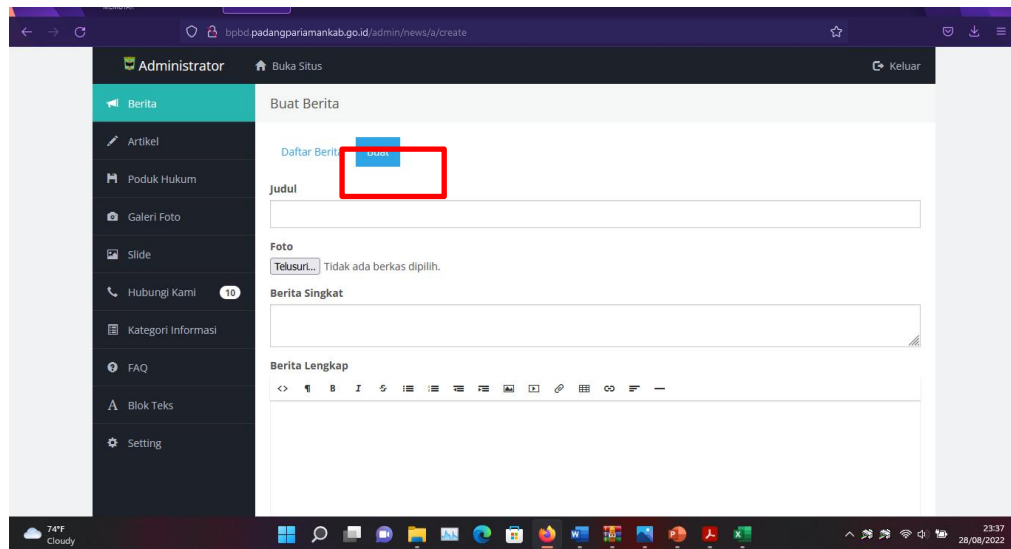 bpbd.padangpariamankab.go.id/admin/news/a/create
Administrator
Buka Situs
Keluar
Berita
Artikel
Poduk Hukum
Galeri Foto
Slide
Hubungi Kami 10
Kategori Informasi
FAQ
Blok Teks
Setting
Buat Berita
Daftar Berita Buat
Judul
Foto
Telusuri... Tidak ada berkas dipilih.
Berita Singkat
Berita Lengkap
B I S
74°F
Cloudy
23:37
28/08/2022